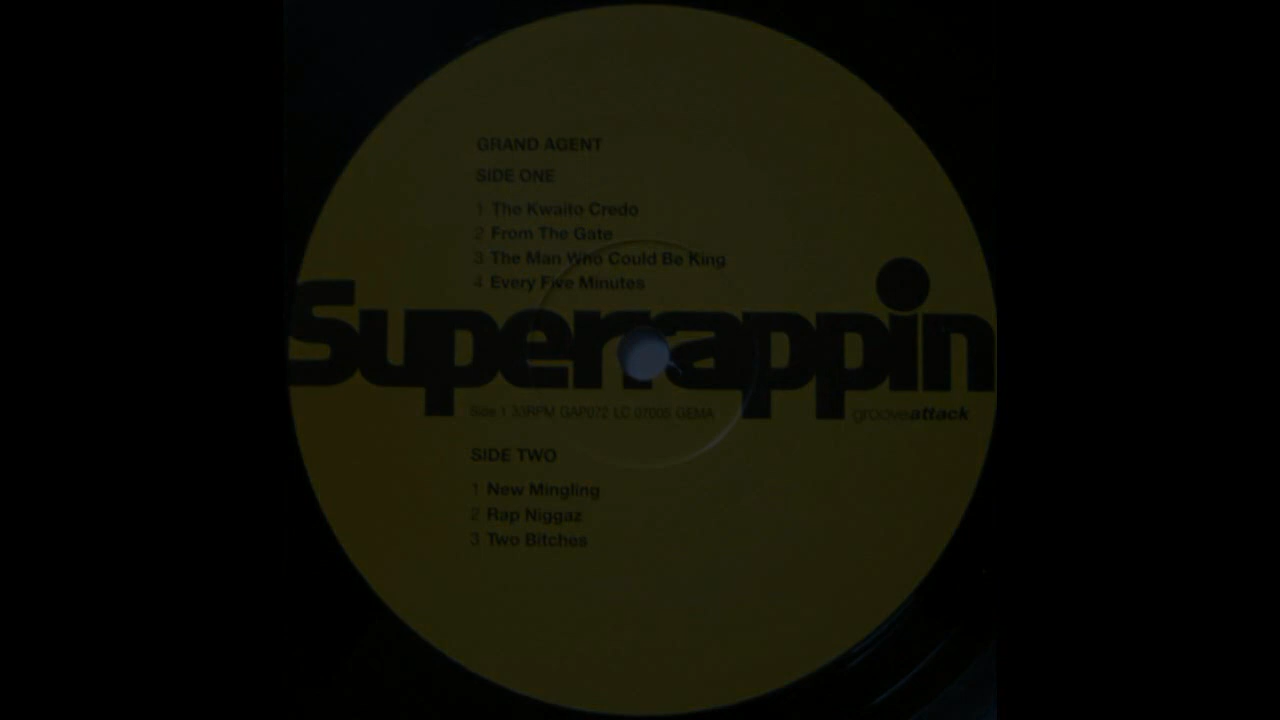 GRAND AGENT
SIDE ONE
1 The Kwaito Credo
2 From The Gate
3 The Man Who Could Be King
4 Every Five Minutes
Superrappin
Side 1 33RPM GAP072 LC 07005 GEMA
grooveattack
SIDE TWO
1 New Mingling
2 Rap Niggaz
3 Two Bitches